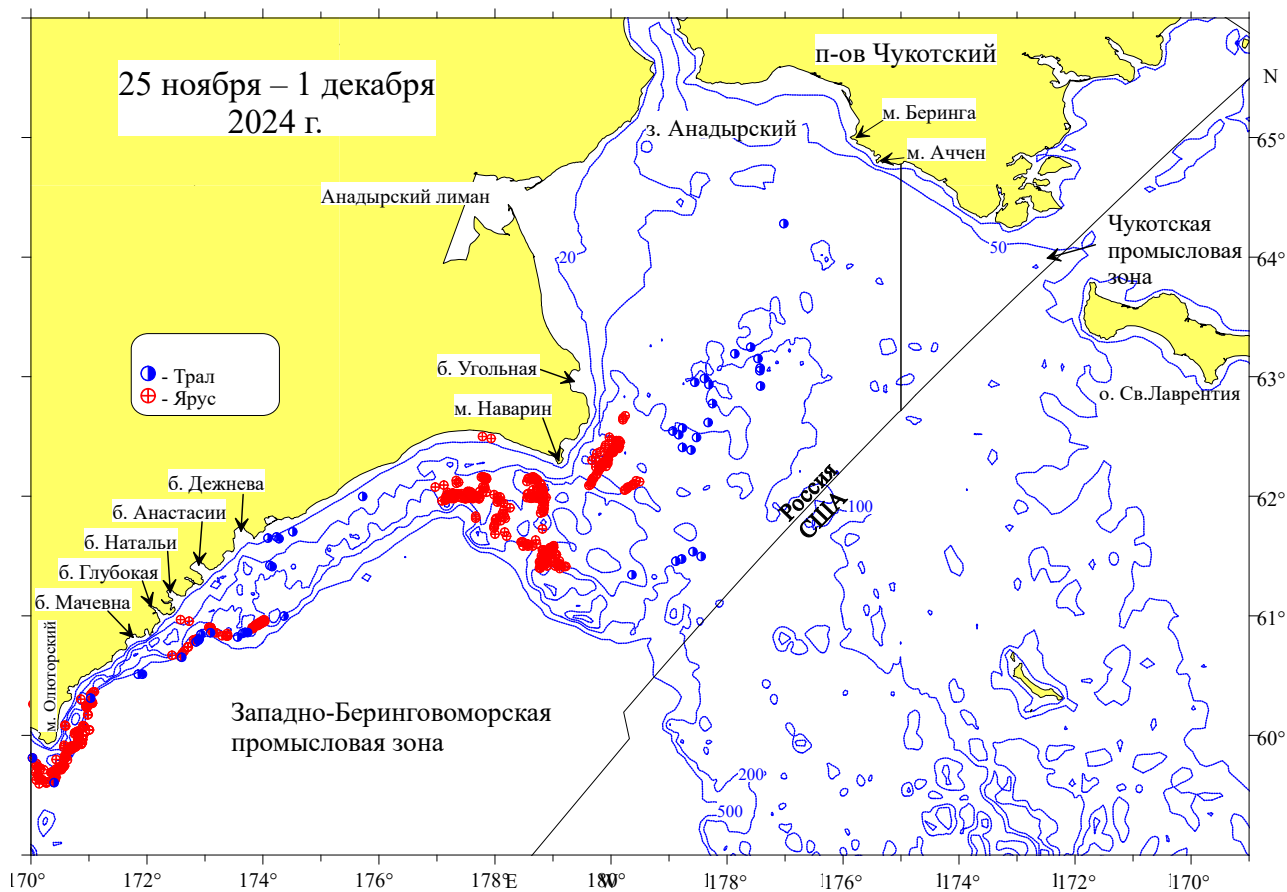 25 ноября – 1 декабря
2024 г.
п-ов Чукотский
N
м. Беринга
з. Анадырский
65°
м. Аччен
Анадырский лиман
Чукотская
промысловая
зона
50
20
64°
б. Угольная
63°
- Трал
- Ярус
о. Св.Лаврентия
м. Наварин
б. Дежнева
62°
Россия
США
100
б. Анастасии
б. Натальи
б. Глубокая
б. Мачевна
61°
м. Олюторский
Западно-Беринговоморская
промысловая зона
60°
200
500
170 172 174 176 178 E 180° W 178 176 174 172 170°